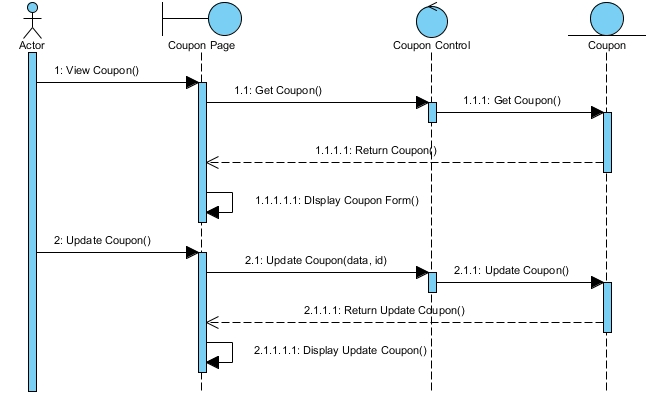 Actor
Coupon Page
Coupon Control
Coupon
1: View Coupon()
1.1: Get Coupon()
1.1.1: Get Coupon()
1.1.1.1: Return Coupon()
1.1.1.1.1: DIsplay Coupon Form()
2: Update Coupon()
2.1: Update Coupon(data, id)
2.1.1: Update Coupon()
2.1.1.1: Return Update Coupon()
2.1.1.1.1: Display Update Coupon()